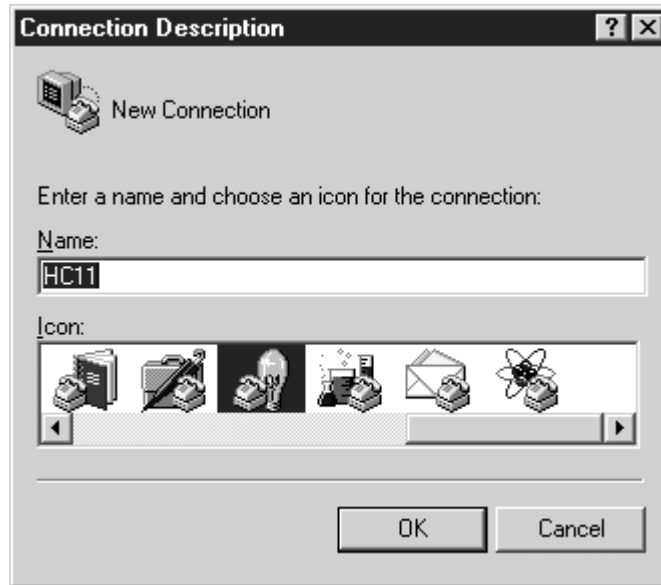 Connection Description
New Connection
Enter a name and choose an icon for the connection:
Name:
HC11
Icon:
OK Cancel